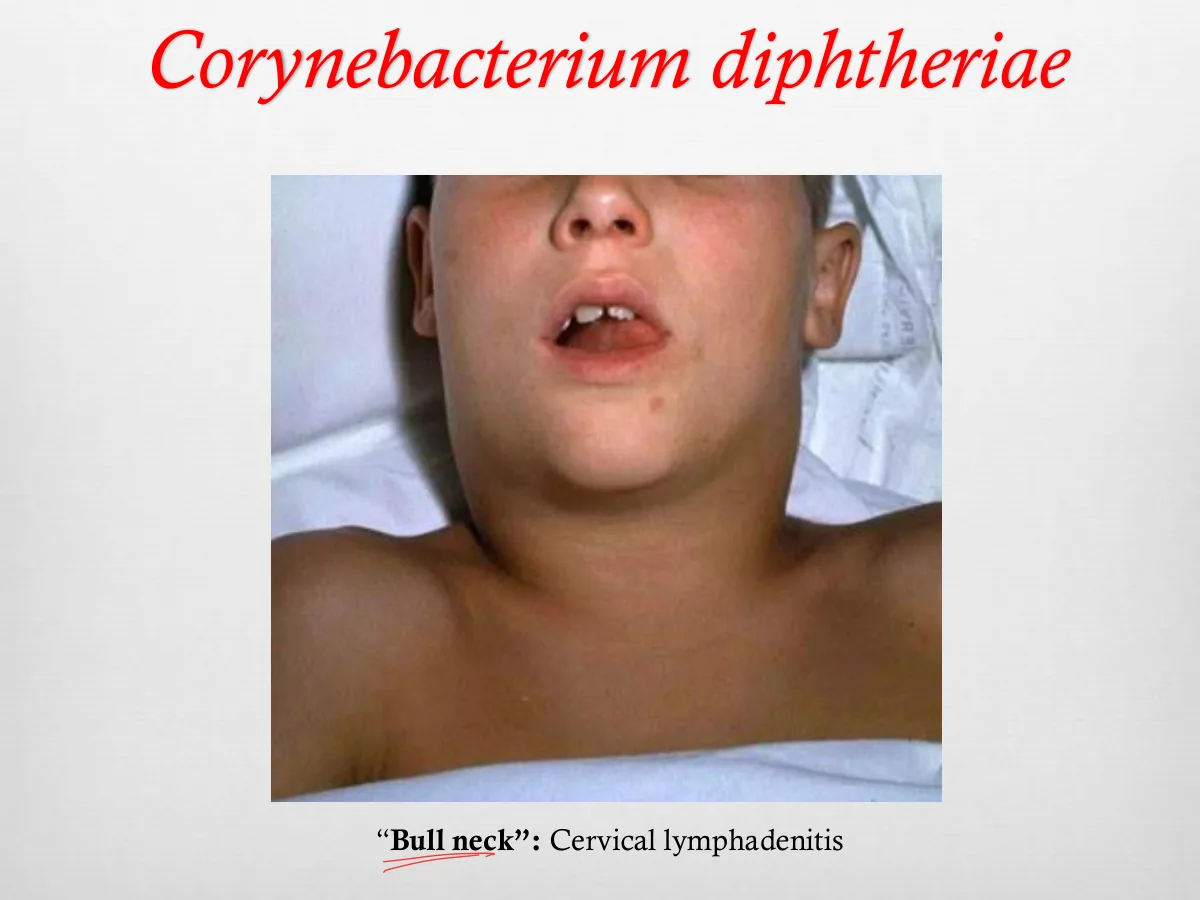 Corynebacterium diphtheriae
“Bull neck”: Cervical lymphadenitis